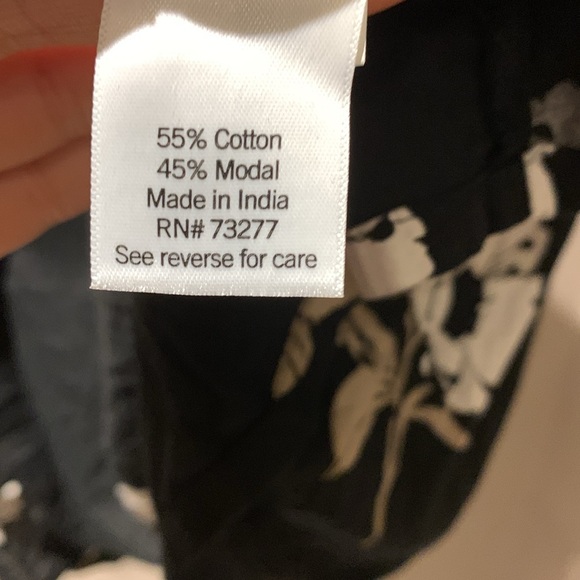 55% Cotton
45% Modal
Made in India
RN# 73277
See reverse for care